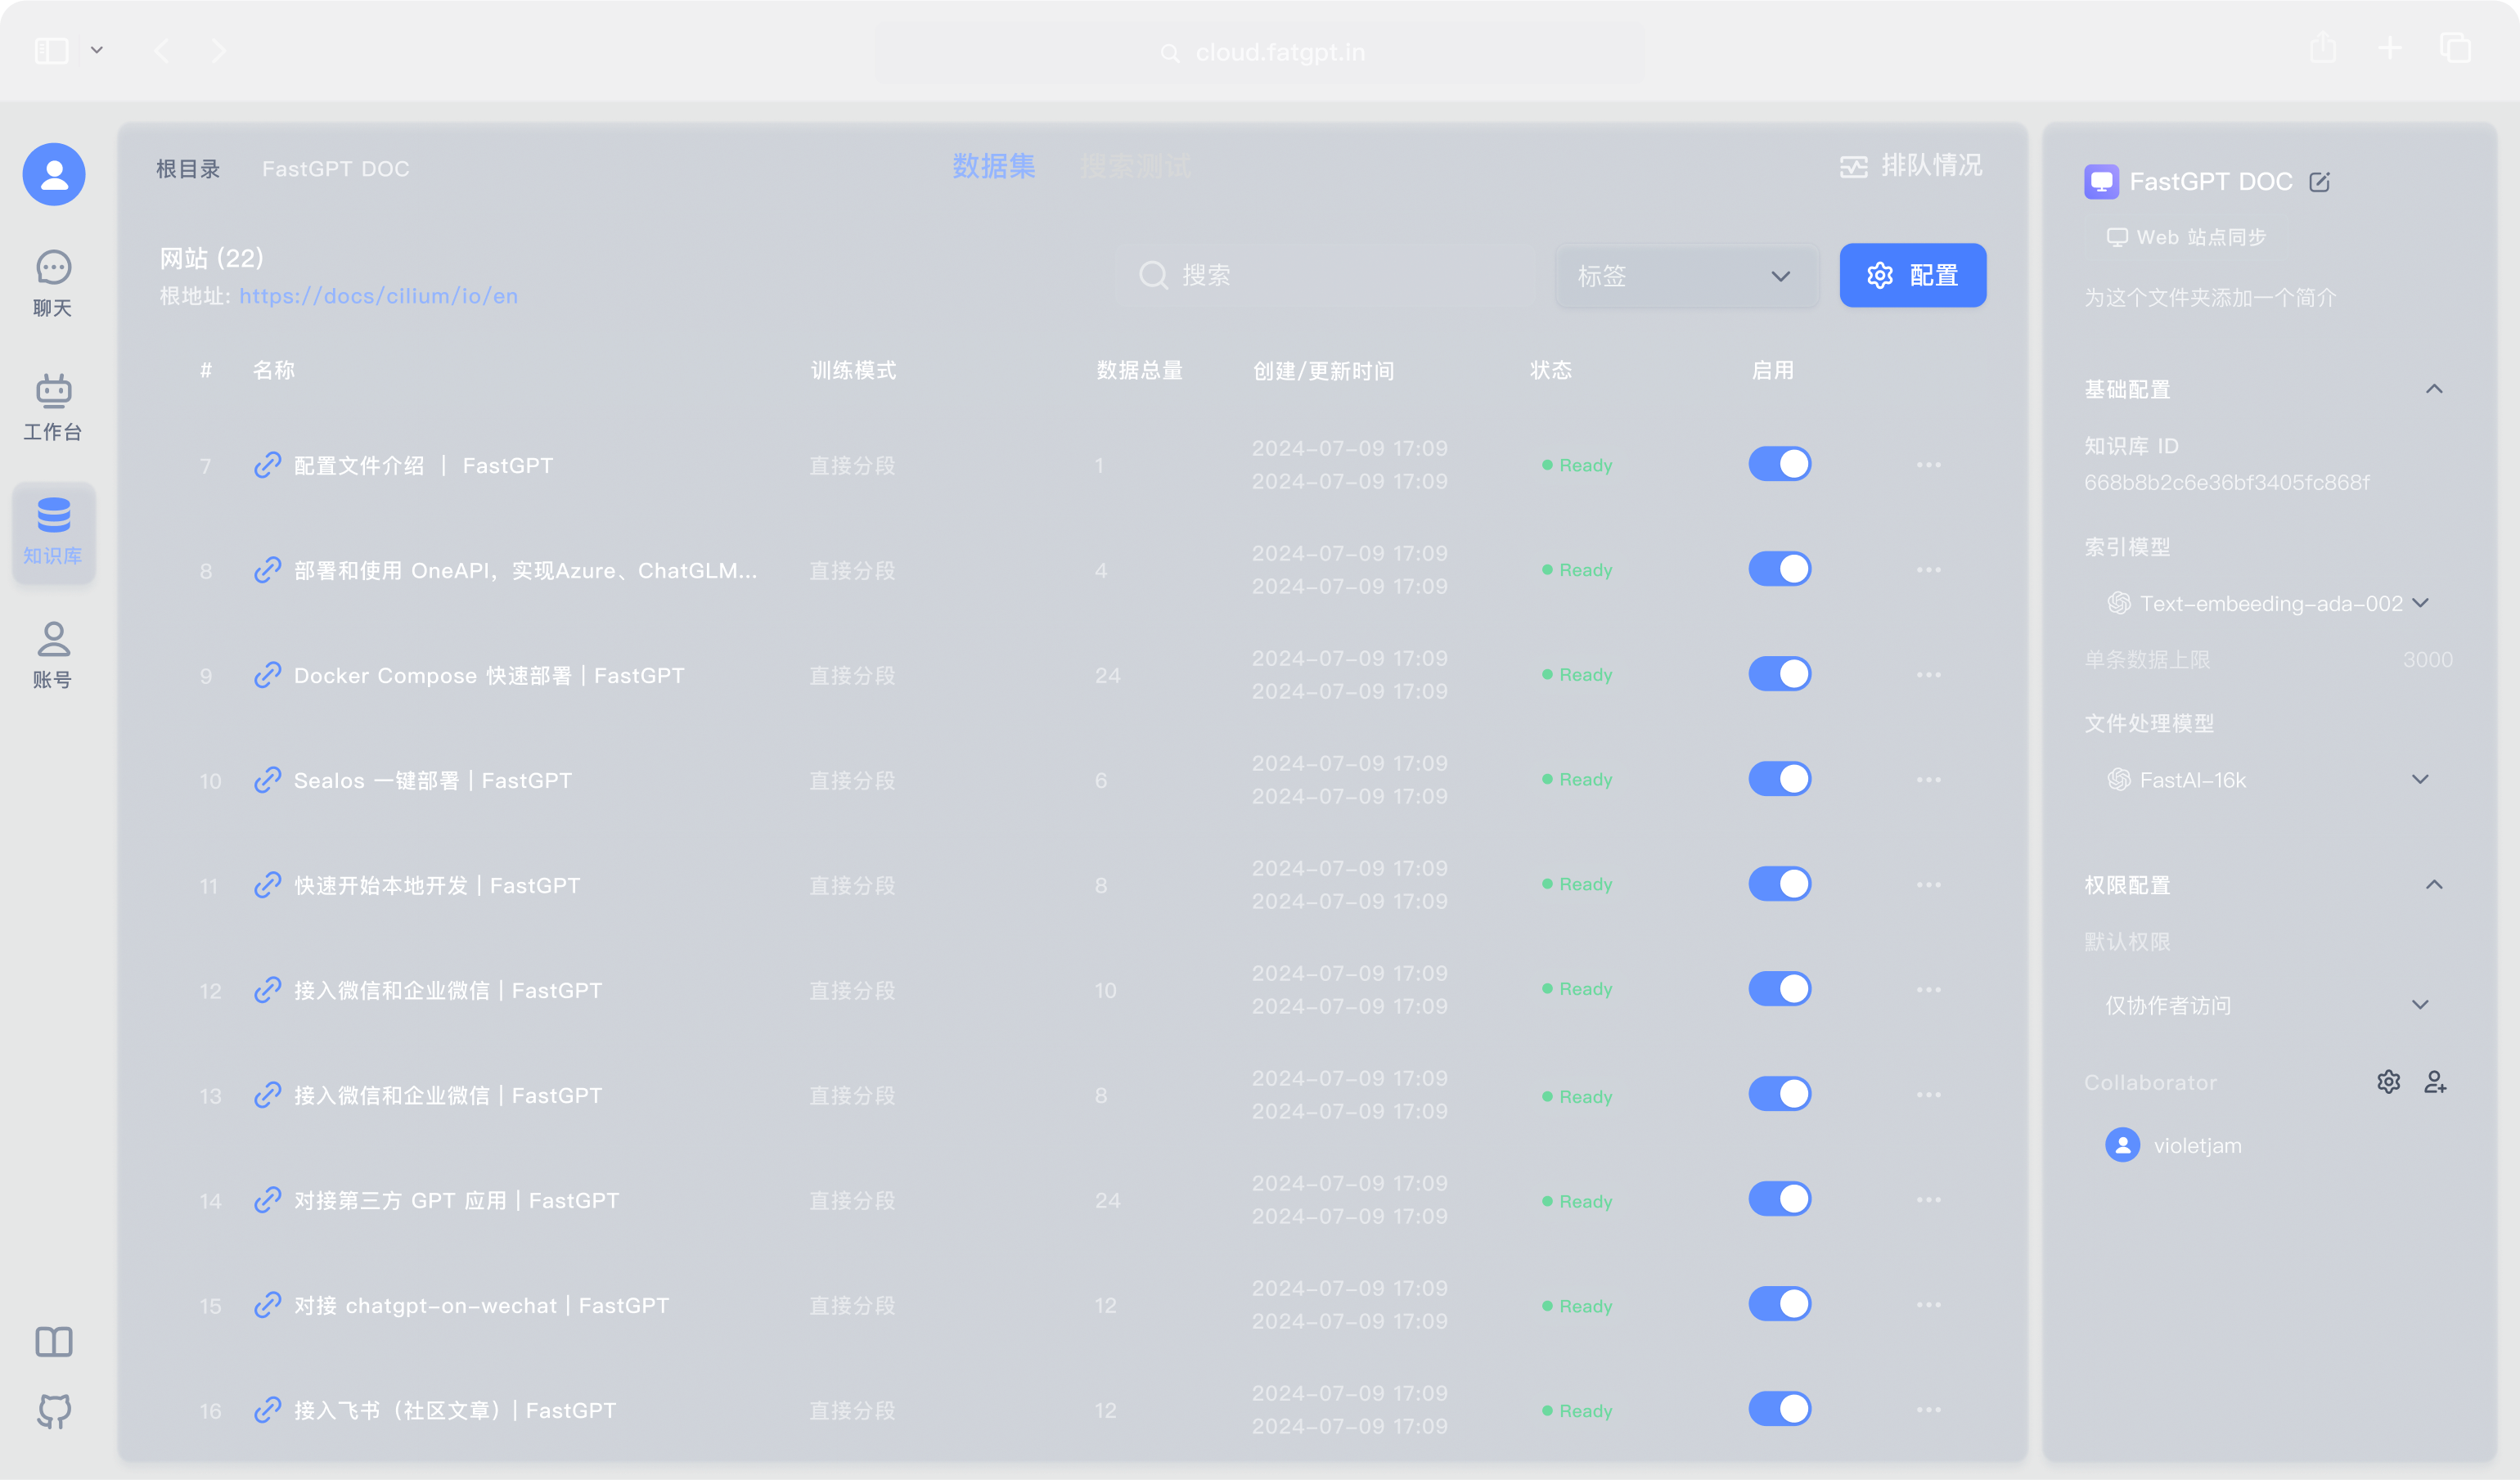 cloud.fatgpt.in
聊天
工作台
知识库
账号
根目录 FastGPT DOC
数据集 搜索测试
排队情况
网站 (22)
根地址: https://docs/cilium/io/en
搜索
标签
配置
# 名称 训练模式 数据总量 创建/更新时间 状态 启用
7 配置文件介绍 | FastGPT 直接分段 1 2024-07-09 17:09 Ready
2024-07-09 17:09
8 部署和使用 OneAPI，实现Azure、ChatGLM... 直接分段 4 2024-07-09 17:09 Ready
2024-07-09 17:09
9 Docker Compose 快速部署 | FastGPT 直接分段 24 2024-07-09 17:09 Ready
2024-07-09 17:09
10 Sealos 一键部署 | FastGPT 直接分段 6 2024-07-09 17:09 Ready
2024-07-09 17:09
11 快速开始本地开发 | FastGPT 直接分段 8 2024-07-09 17:09 Ready
2024-07-09 17:09
12 接入微信和企业微信 | FastGPT 直接分段 10 2024-07-09 17:09 Ready
2024-07-09 17:09
13 接入微信和企业微信 | FastGPT 直接分段 8 2024-07-09 17:09 Ready
2024-07-09 17:09
14 对接第三方 GPT 应用 | FastGPT 直接分段 24 2024-07-09 17:09 Ready
2024-07-09 17:09
15 对接 chatgpt-on-wechat | FastGPT 直接分段 12 2024-07-09 17:09 Ready
2024-07-09 17:09
16 接入飞书（社区文章）| FastGPT 直接分段 12 2024-07-09 17:09 Ready
2024-07-09 17:09
FastGPT DOC
Web 站点同步
为这个文件夹添加一个简介
基础配置
知识库 ID
668b8b2c6e36bf3405fc868f
索引模型
Text-embeeding-ada-002
单条数据上限 3000
文件处理模型
FastAI-16k
权限配置
默认权限
仅协作者访问
Collaborator
violetjam